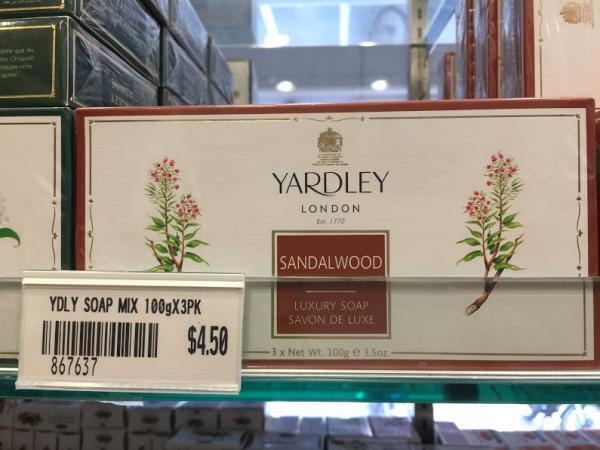 YARDLEY
LONDON
Est. 1770
SANDALWOOD
LUXURY SOAP
SAVON DE LUXE
3 x Net Wt. 100g e 3.5oz.
YDLY SOAP MIX 100gX3PK
$4.50
867637